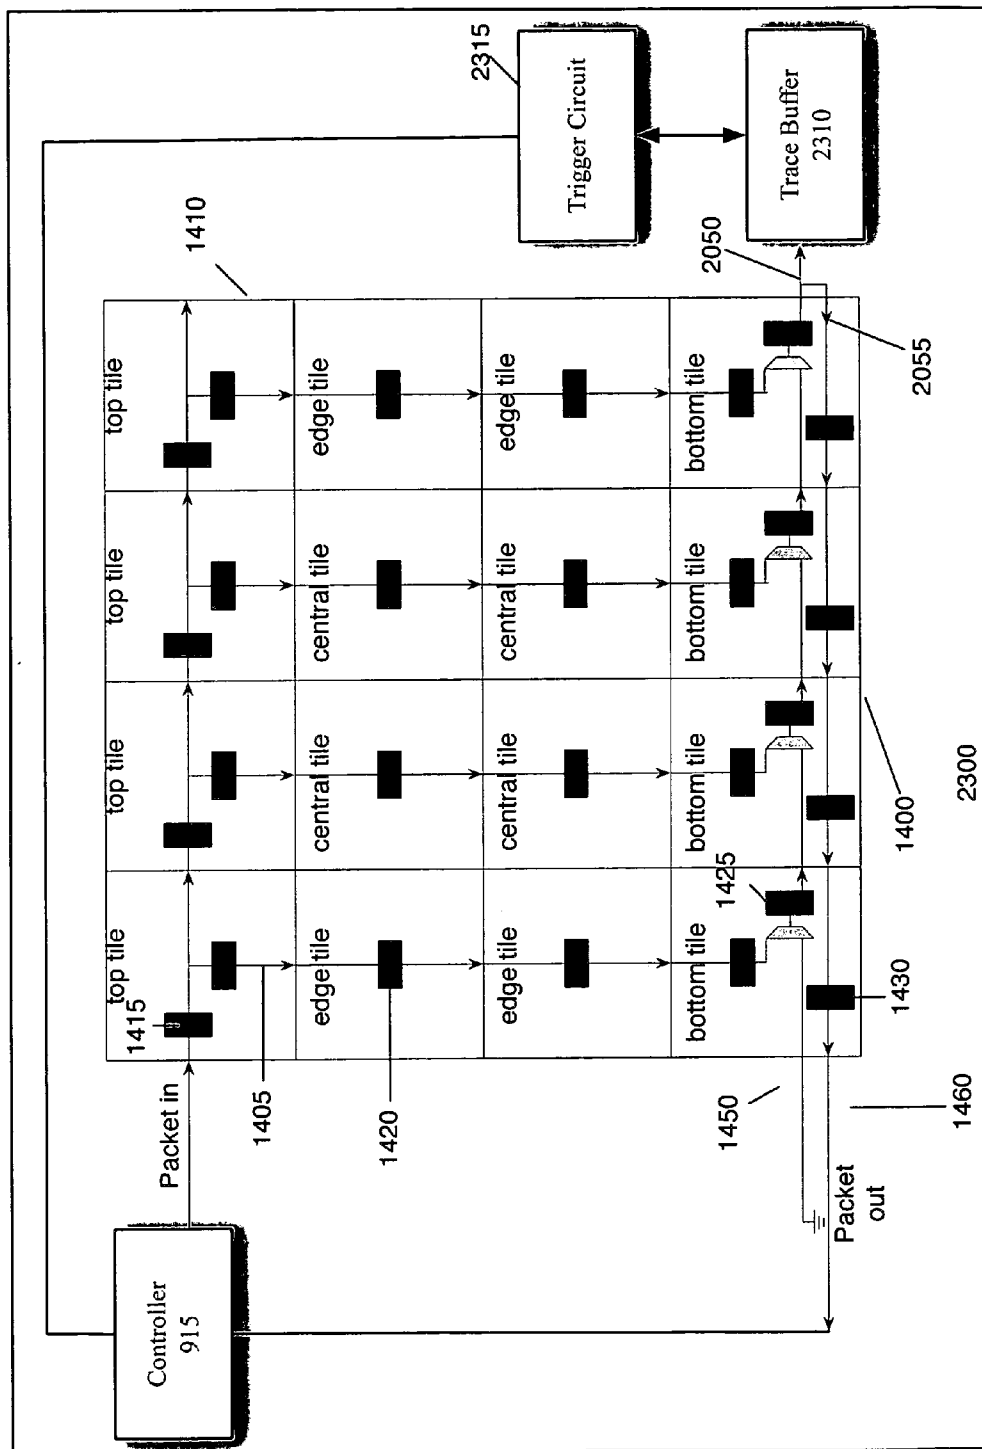 Controller
915
Packet in
1415
1405
1420
1450
Packet
out
1460
top tile
top tile
top tile
top tile
1410
edge tile
central tile
central tile
edge tile
edge tile
central tile
central tile
edge tile
bottom tile
bottom tile
bottom tile
bottom tile
1425
1430
1400
2300
2050
2055
2315
Trigger Circuit
Trace Buffer
2310